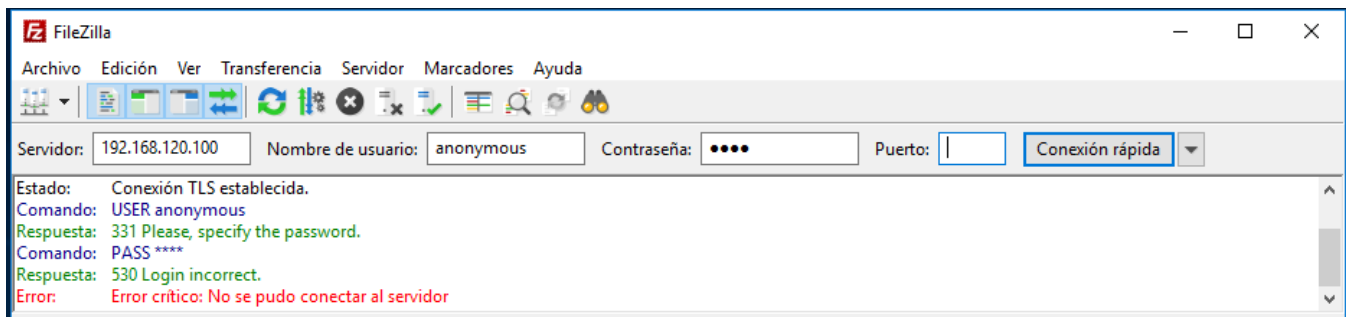 FileZilla
Archivo Edición Ver Transferencia Servidor Marcadores Ayuda
Servidor: 192.168.120.100 Nombre de usuario: anonymous Contraseña: •••• Puerto: Conexión rápida
Estado: Conexión TLS establecida.
Comando: USER anonymous
Respuesta: 331 Please, specify the password.
Comando: PASS ****
Respuesta: 530 Login incorrect.
Error: Error crítico: No se pudo conectar al servidor